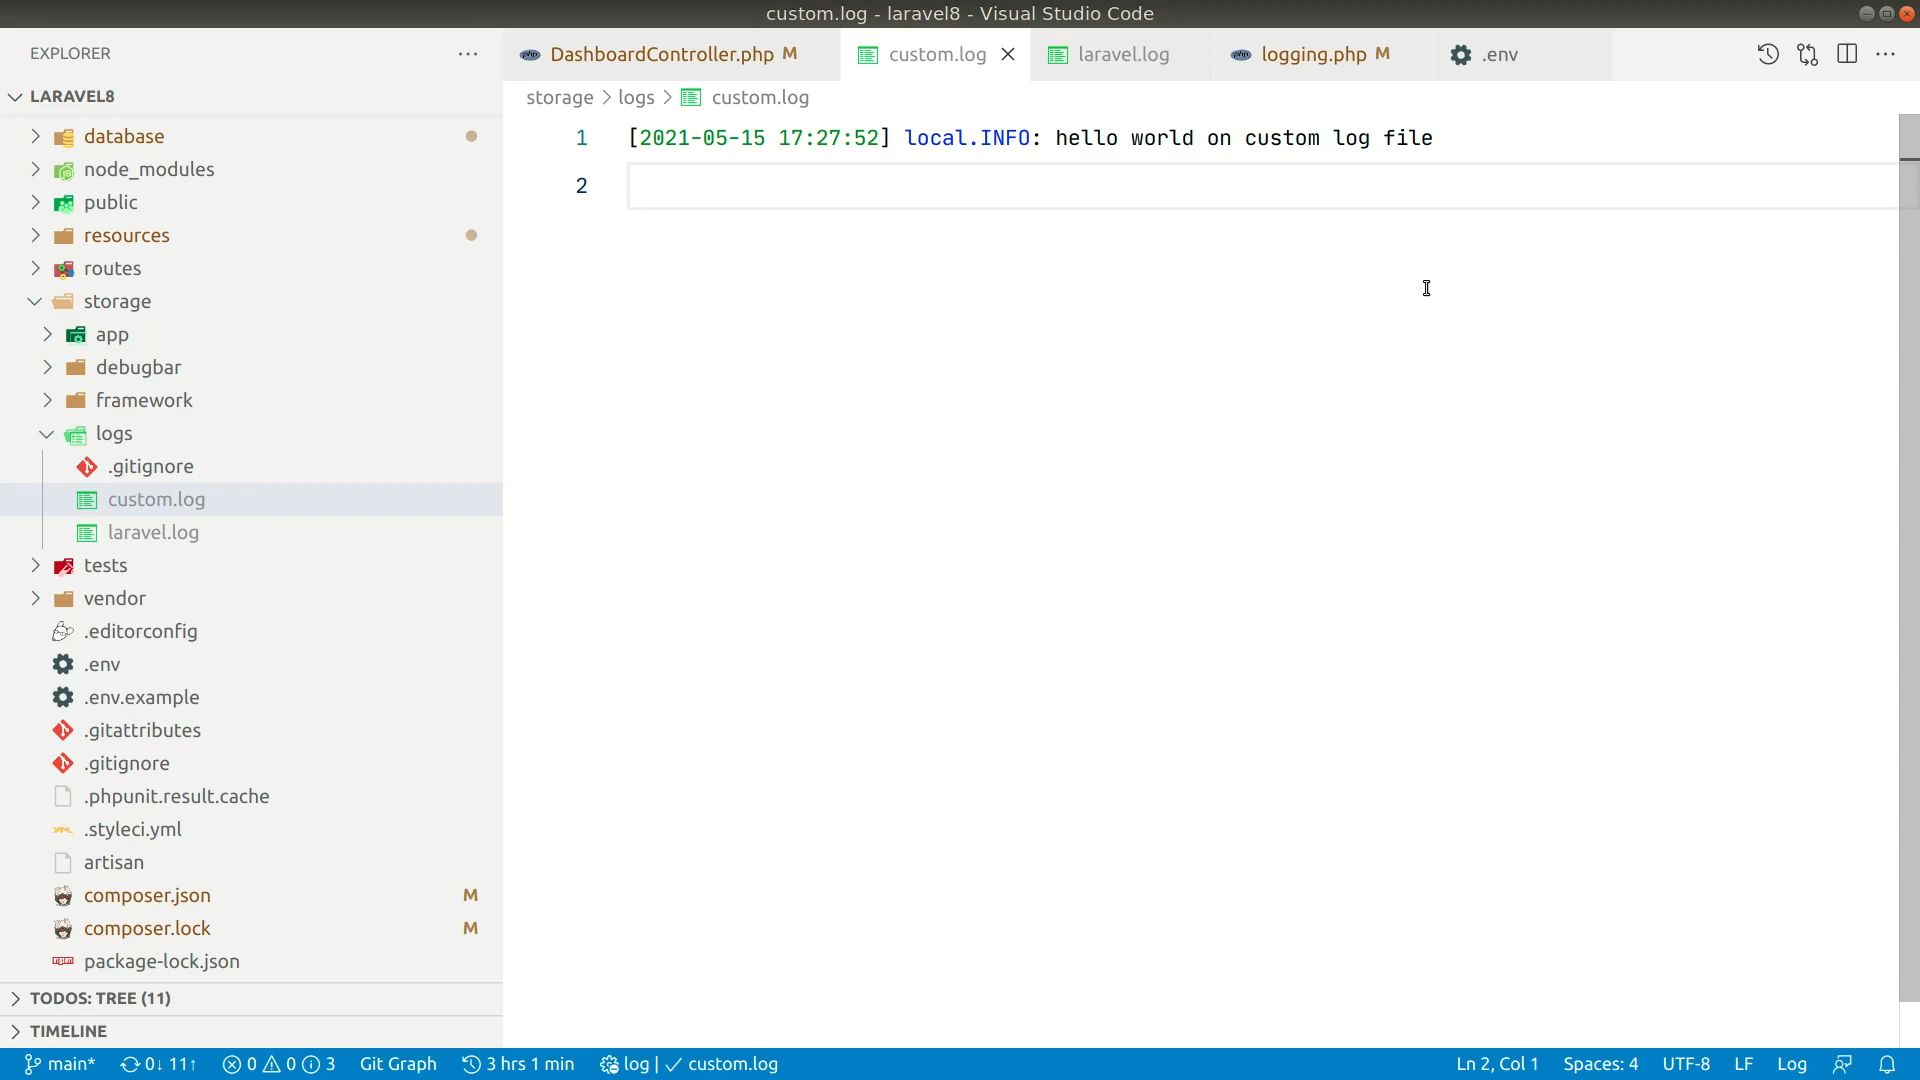 custom.log - laravel8 - Visual Studio Code
EXPLORER
DashboardController.php M
custom.log
laravel.log
logging.php M
.env
LARAVEL8
storage > logs > custom.log
database
node_modules
public
resources
routes
storage
app
debugbar
framework
logs
.gitignore
custom.log
laravel.log
tests
vendor
.editorconfig
.env
.env.example
.gitattributes
.gitignore
.phpunit.result.cache
.styleci.yml
artisan
composer.json M
composer.lock M
package-lock.json
TODOS: TREE (11)
TIMELINE
1 [2021-05-15 17:27:52] local.INFO: hello world on custom log file
2
main* 0↓ 11↑ 0 0 3 Git Graph 3 hrs 1 min log | ✓ custom.log Ln 2, Col 1 Spaces: 4 UTF-8 LF Log